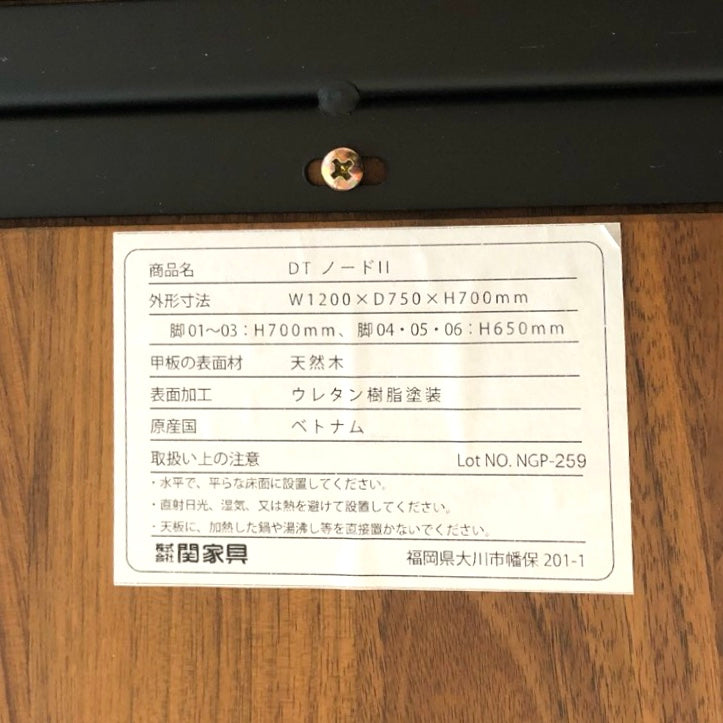 商品名 DT ノードII
外形寸法 W1200×D750×H700mm
脚01～03：H700mm、脚04・05・06：H650mm
甲板の表面材 天然木
表面加工 ウレタン樹脂塗装
原産国 ベトナム
取扱い上の注意 Lot NO. NGP-259
・水平で、平らな床面に設置してください。
・直射日光、湿気、又は熱を避けて設置してください。
・天板に、加熱した鍋や湯沸し等を直接置かないでください。
株式会社 関家具 福岡県大川市幡保 201-1